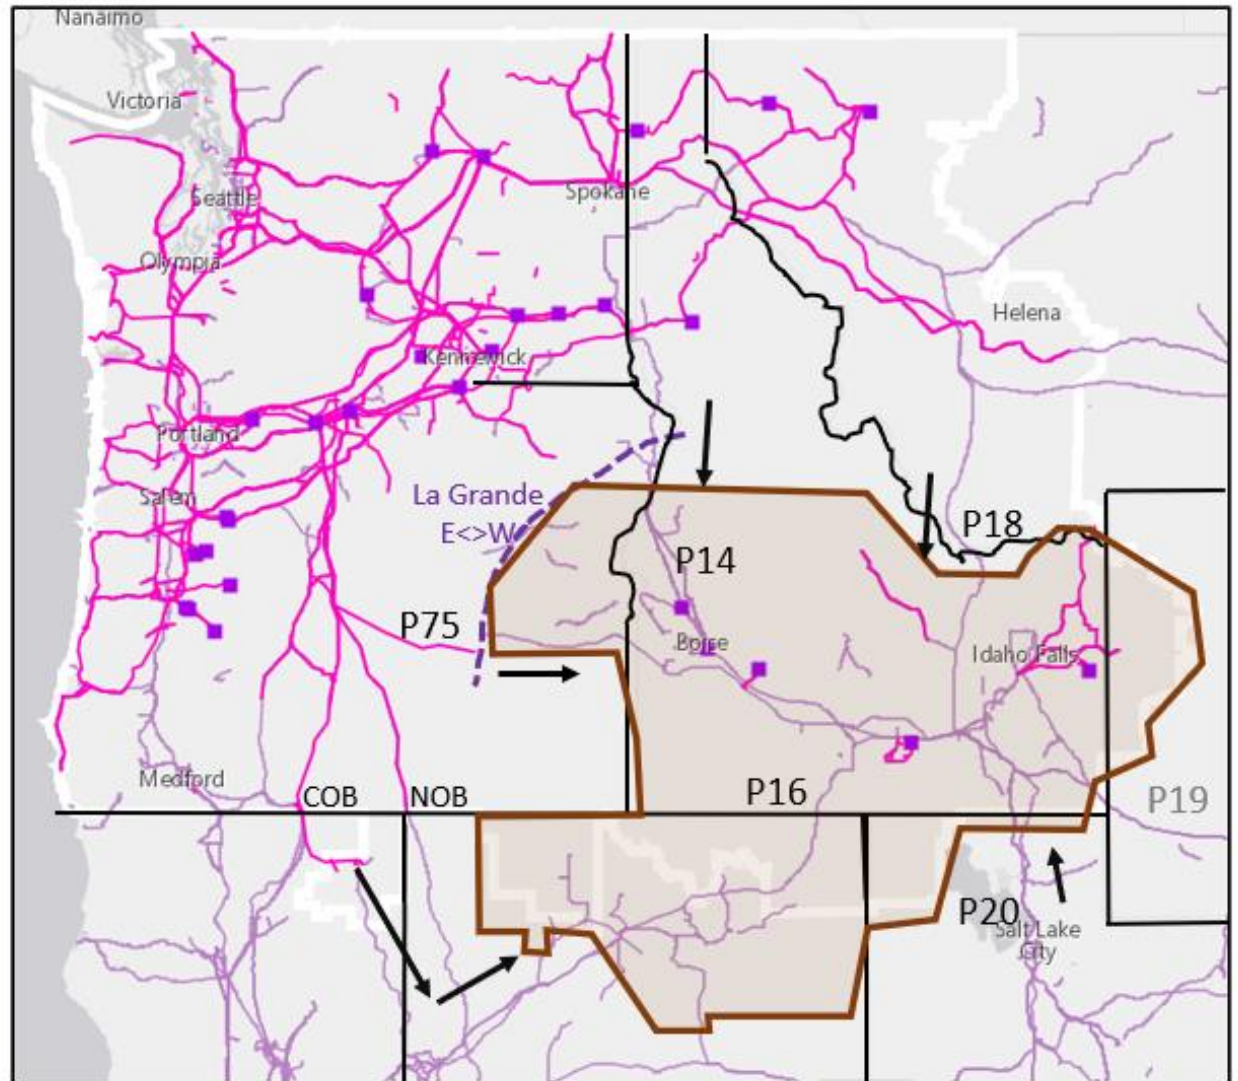 Nanaimo
Victoria
Seattle
Spokane
Olympia
Helena
Kennewick
Portland
Salem
La Grande
E<>W
P18
P14
P75
Boise
Idaho Falls
Medford
COB
NOB
P16
P19
P20
Salt Lake
City